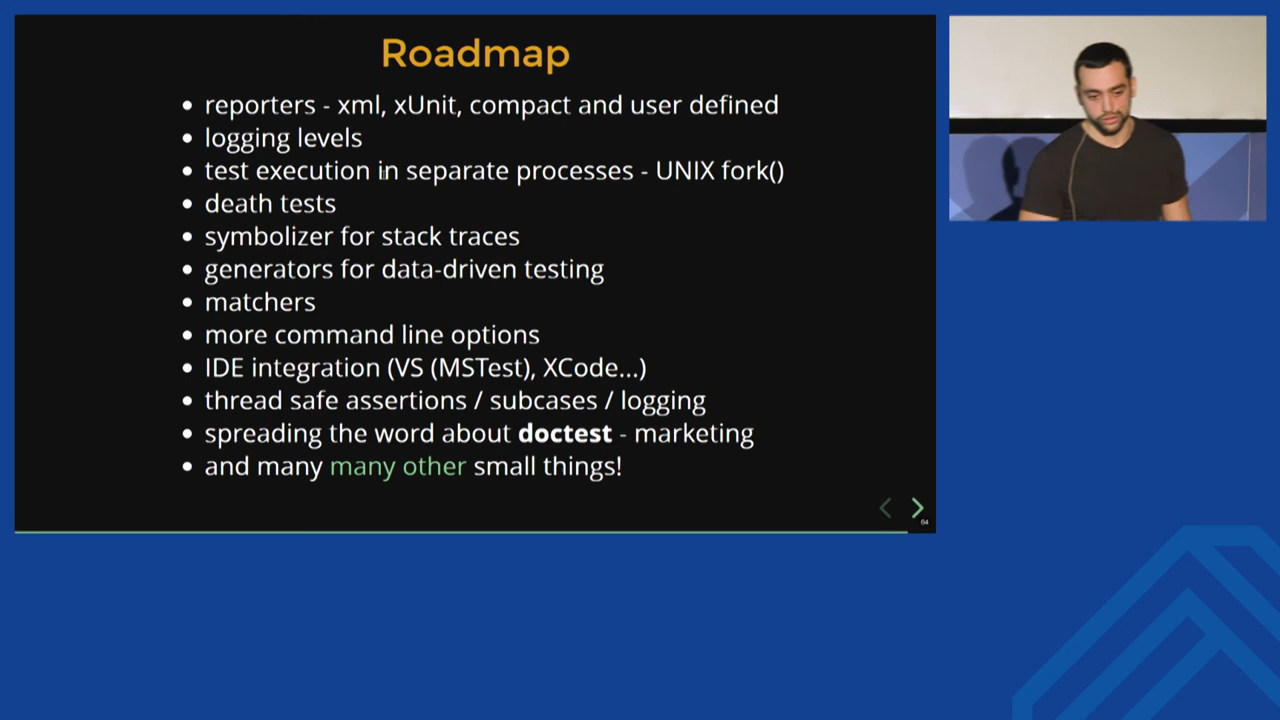 Roadmap
reporters - xml, xUnit, compact and user defined
logging levels
test execution in separate processes - UNIX fork()
death tests
symbolizer for stack traces
generators for data-driven testing
matchers
more command line options
IDE integration (VS (MSTest), XCode...)
thread safe assertions / subcases / logging
spreading the word about doctest - marketing
and many many other small things!
64